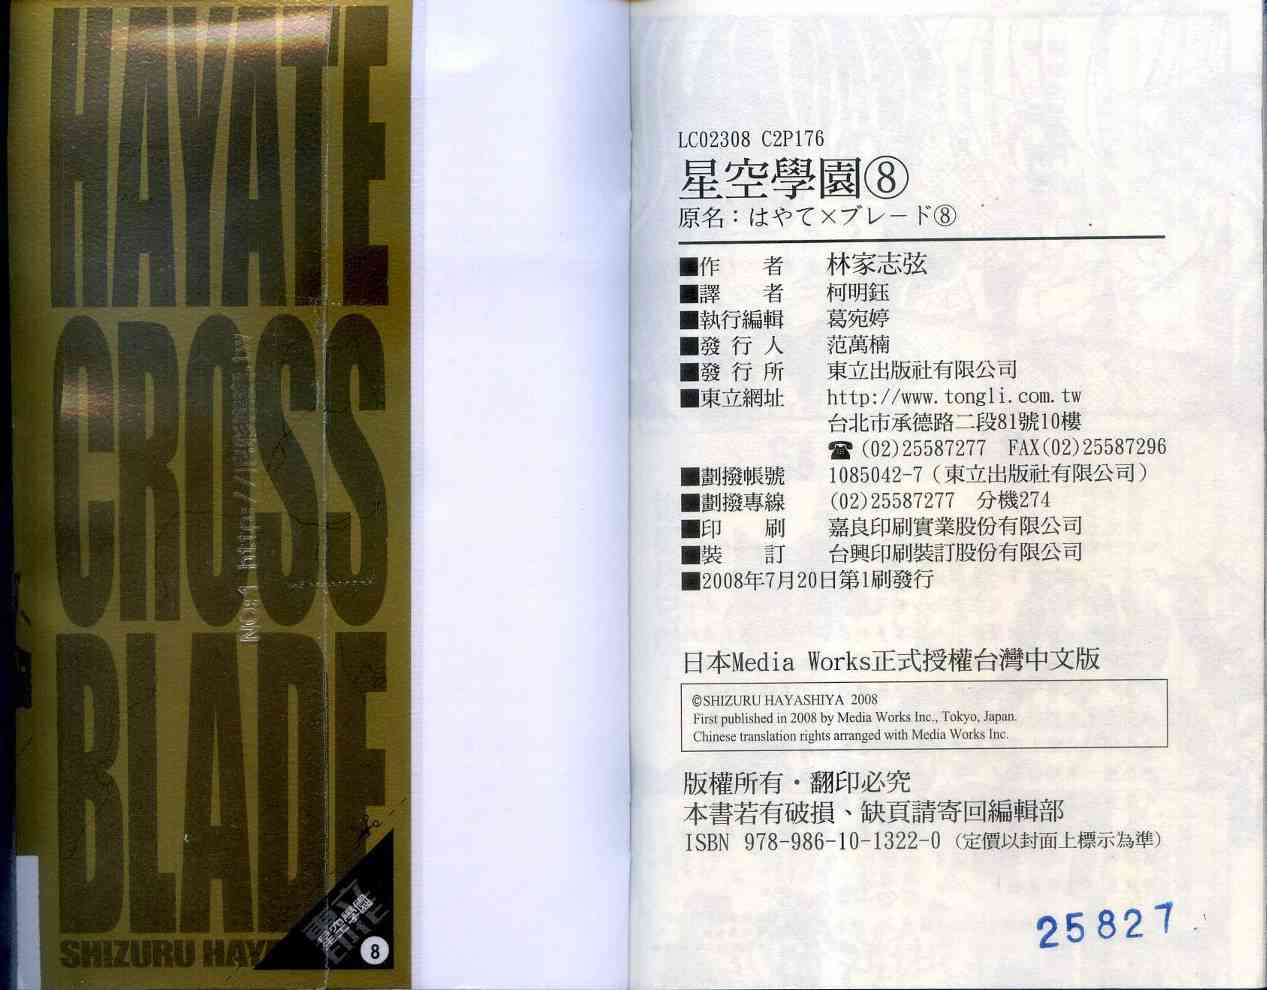 HAYATE
CROSS
BLADE
SHIZURU HAYA
星空學園
8
LC02308 C2P176
星空學園⑧
原名：はやて×ブレード⑧
■作者 林家志弦
■譯者 柯明鈺
■執行編輯 葛宛婷
■發行人 范萬楠
■發行所 東立出版社有限公司
■東立網址 http://www.tongli.com.tw
台北市承德路二段81號10樓
☎(02)25587277 FAX(02)25587296
■劃撥帳號 1085042-7（東立出版社有限公司）
■劃撥專線 (02)25587277 分機274
■印刷 嘉良印刷實業股份有限公司
■裝訂 台興印刷裝訂股份有限公司
■2008年7月20日第1刷發行
日本Media Works正式授權台灣中文版
©SHIZURU HAYASHIYA 2008
First published in 2008 by Media Works Inc., Tokyo, Japan.
Chinese translation rights arranged with Media Works Inc.
版權所有・翻印必究
本書若有破損、缺頁請寄回編輯部
ISBN 978-986-10-1322-0（定價以封面上標示為準）
25827